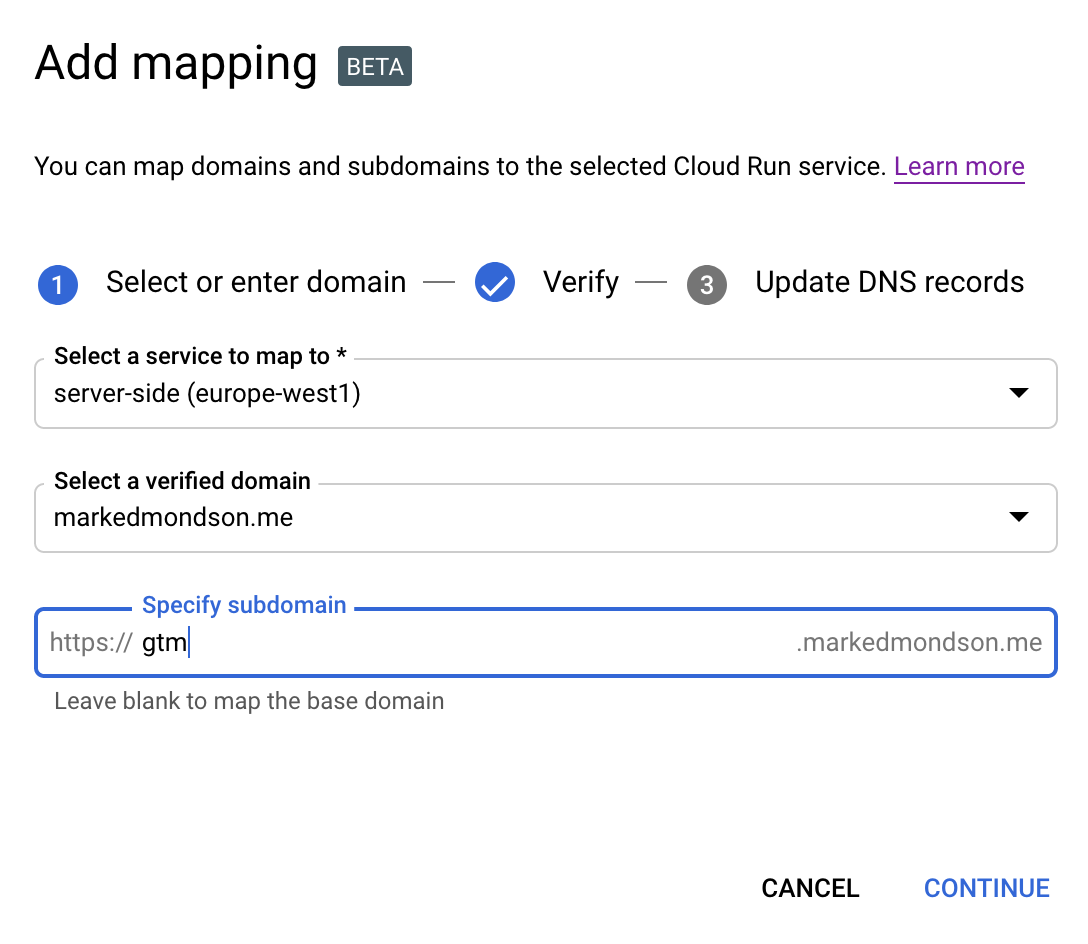 Add mapping BETA
You can map domains and subdomains to the selected Cloud Run service. Learn more
1 Select or enter domain — Verify — 3 Update DNS records
Select a service to map to *
server-side (europe-west1)
Select a verified domain
markedmondson.me
Specify subdomain
https:// gtm .markedmondson.me
Leave blank to map the base domain
CANCEL CONTINUE